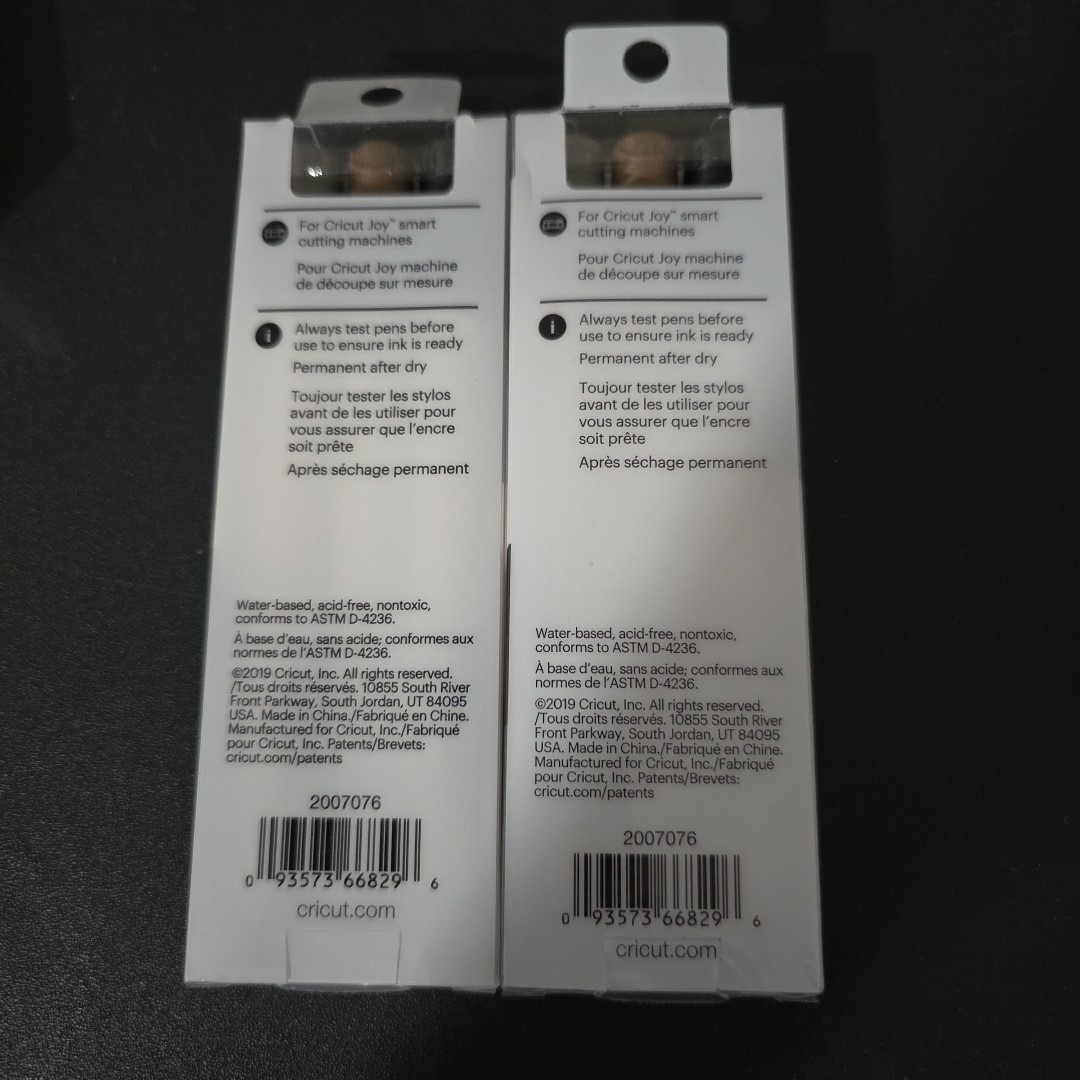 For Cricut Joy™ smart
cutting machines
Pour Cricut Joy machine
de découpe sur mesure
Always test pens before
use to ensure ink is ready
Permanent after dry
Toujour tester les stylos
avant de les utiliser pour
vous assurer que l'encre
soit prête
Après séchage permanent
Water-based, acid-free, nontoxic,
conforms to ASTM D-4236.
À base d'eau, sans acide; conformes aux
normes de l'ASTM D-4236.
©2019 Cricut, Inc. All rights reserved.
/Tous droits réservés. 10855 South River
Front Parkway, South Jordan, UT 84095
USA. Made in China./Fabriqué en Chine.
Manufactured for Cricut, Inc./Fabriqué
pour Cricut, Inc. Patents/Brevets:
cricut.com/patents
2007076
0 93573 66829 6
cricut.com
For Cricut Joy™ smart
cutting machines
Pour Cricut Joy machine
de découpe sur mesure
Always test pens before
use to ensure ink is ready
Permanent after dry
Toujour tester les stylos
avant de les utiliser pour
vous assurer que l'encre
soit prête
Après séchage permanent
Water-based, acid-free, nontoxic,
conforms to ASTM D-4236.
À base d'eau, sans acide; conformes aux
normes de l'ASTM D-4236.
©2019 Cricut, Inc. All rights reserved.
/Tous droits réservés. 10855 South River
Front Parkway, South Jordan, UT 84095
USA. Made in China./Fabriqué en Chine.
Manufactured for Cricut, Inc./Fabriqué
pour Cricut, Inc. Patents/Brevets:
cricut.com/patents
2007076
0 93573 66829 6
cricut.com